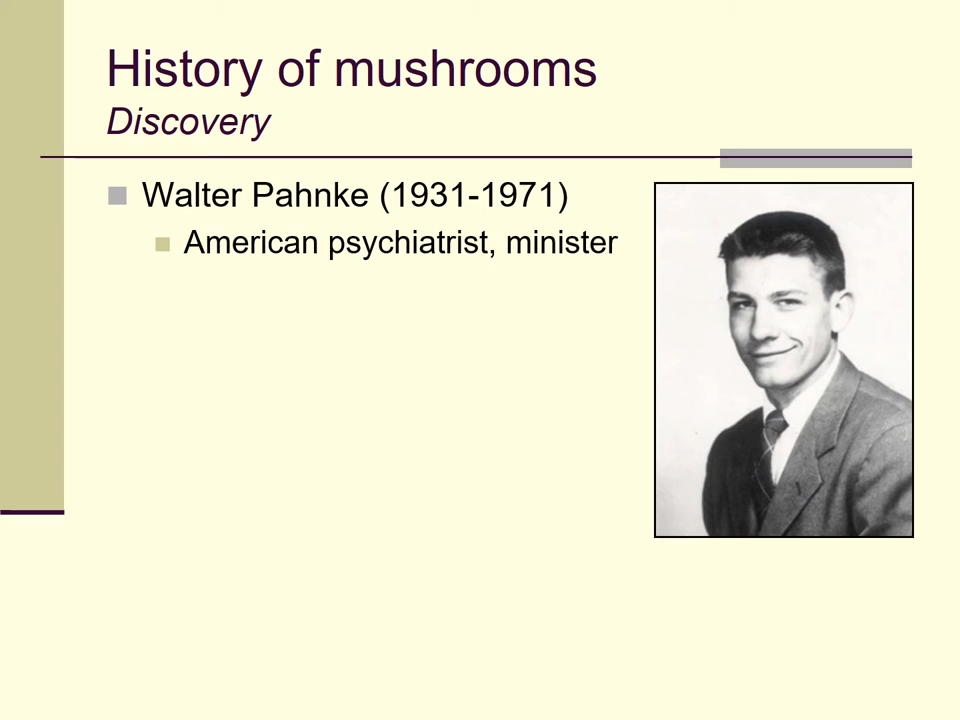 History of mushrooms
Discovery
Walter Pahnke (1931-1971)
American psychiatrist, minister